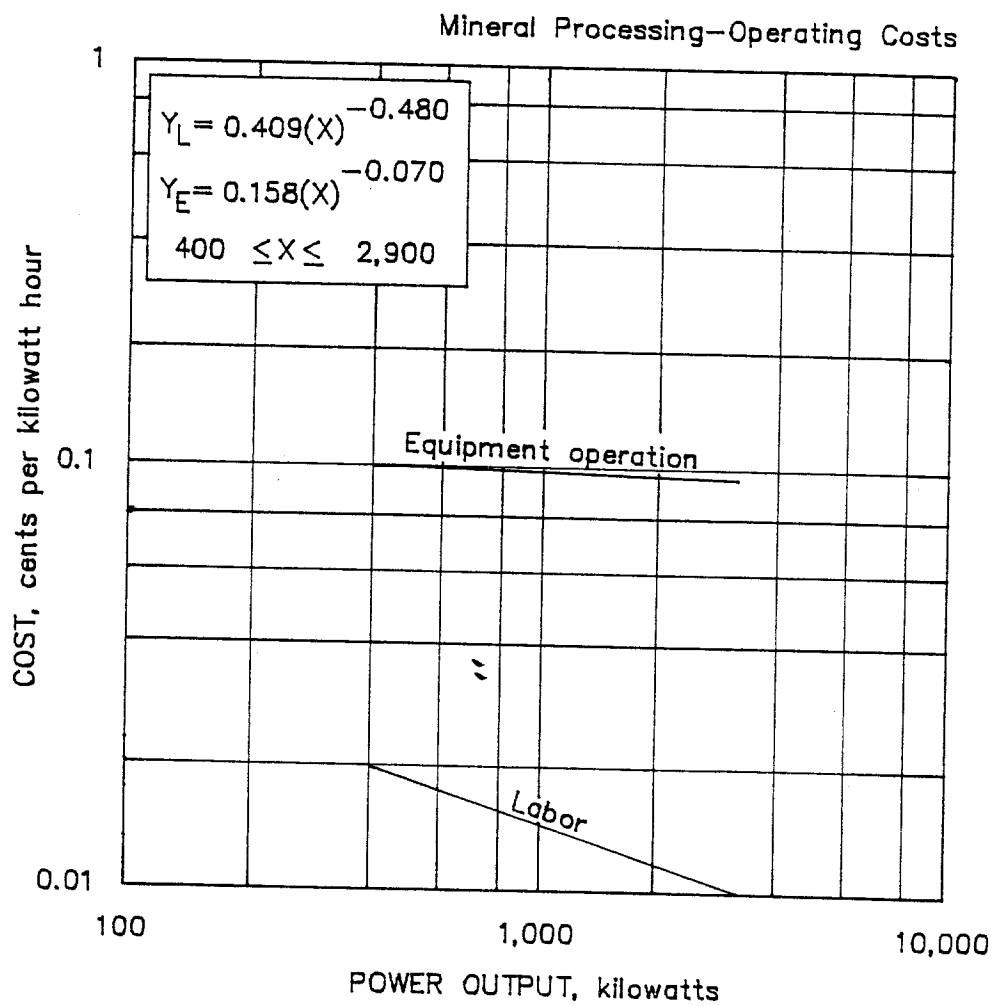 Mineral Processing-Operating Costs
1
Y_L = 0.409(X)^-0.480
Y_E = 0.158(X)^-0.070
400 ≤X≤ 2,900
COST, cents per kilowatt hour
Equipment operation
0.1
Labor
0.01
100
1,000
10,000
POWER OUTPUT, kilowatts